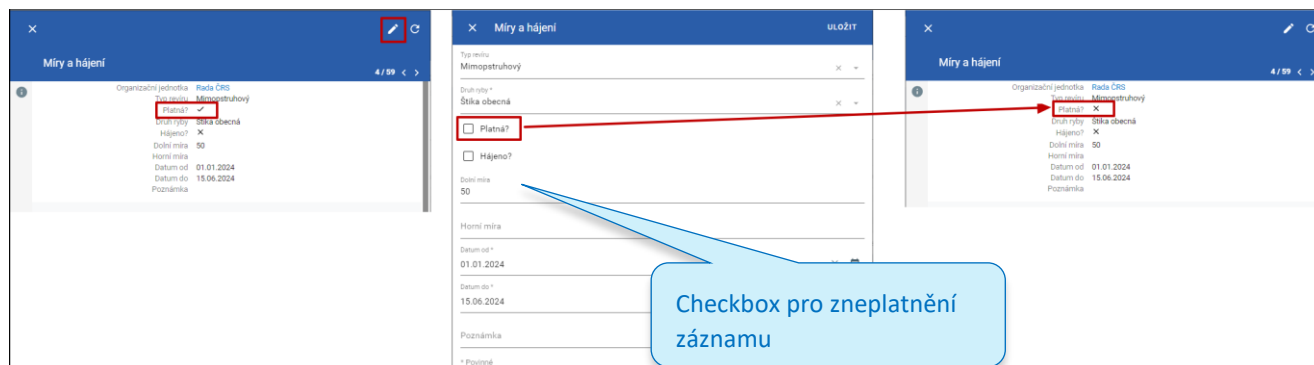 Míry a hájení
4/59
Organizační jednotka Rada ČRS
Typ revíru Mimopstruhový
Platná?
Druh ryby Štika obecná
Hájeno?
Dolní míra 50
Horní míra
Datum od 01.01.2024
Datum do 15.06.2024
Poznámka
Míry a hájení ULOŽIT
Typ revíru
Mimopstruhový
Druh ryby *
Štika obecná
Platná?
Hájeno?
Dolní míra
50
Horní míra
Datum od *
01.01.2024
Datum do *
15.06.2024
Poznámka
* Povinné
Checkbox pro zneplatnění
záznamu
Míry a hájení
4/59
Organizační jednotka Rada ČRS
Typ revíru Mimopstruhový
Platná?
Druh ryby Štika obecná
Hájeno?
Dolní míra 50
Horní míra
Datum od 01.01.2024
Datum do 15.06.2024
Poznámka